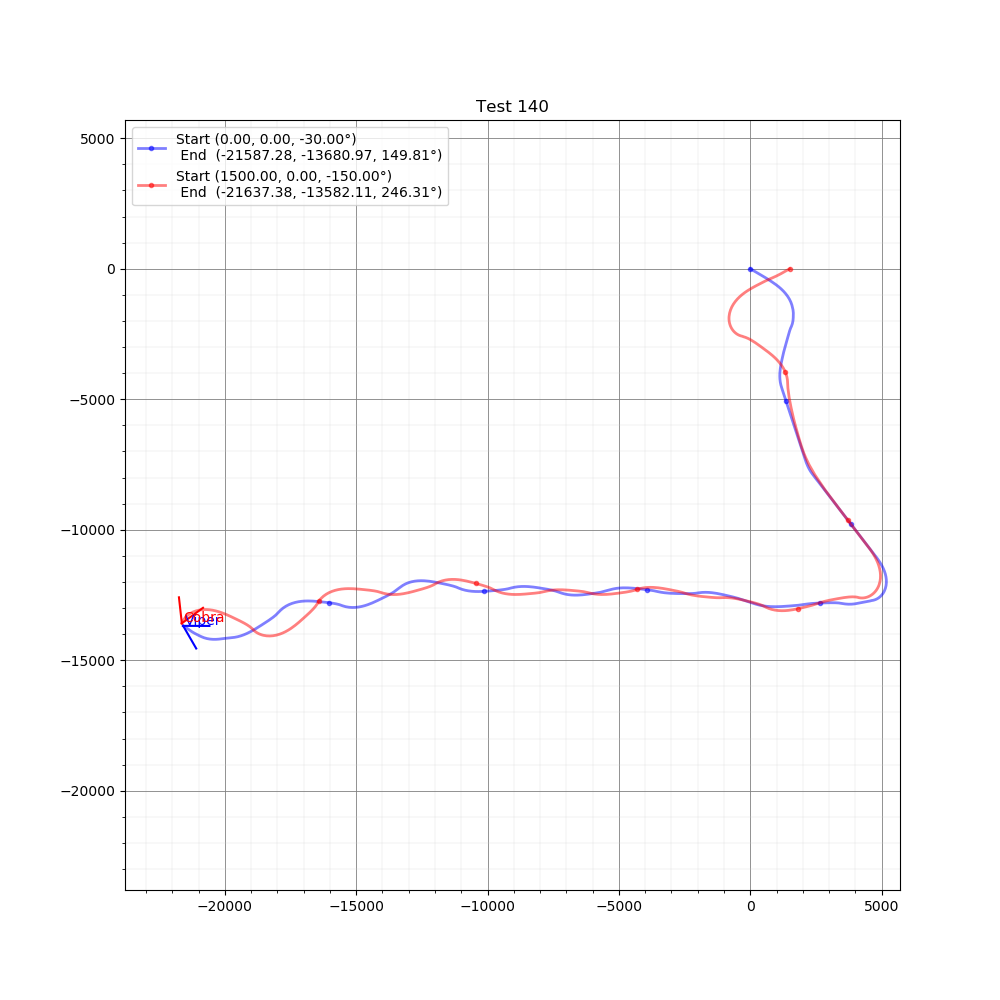 Test 140
Start (0.00, 0.00, -30.00°)
End (-21587.28, -13680.97, 149.81°)
Start (1500.00, 0.00, -150.00°)
End (-21637.38, -13582.11, 246.31°)
5000
0
−5000
−10000
−15000
−20000
Cobra
Viper
−20000
−15000
−10000
−5000
0
5000